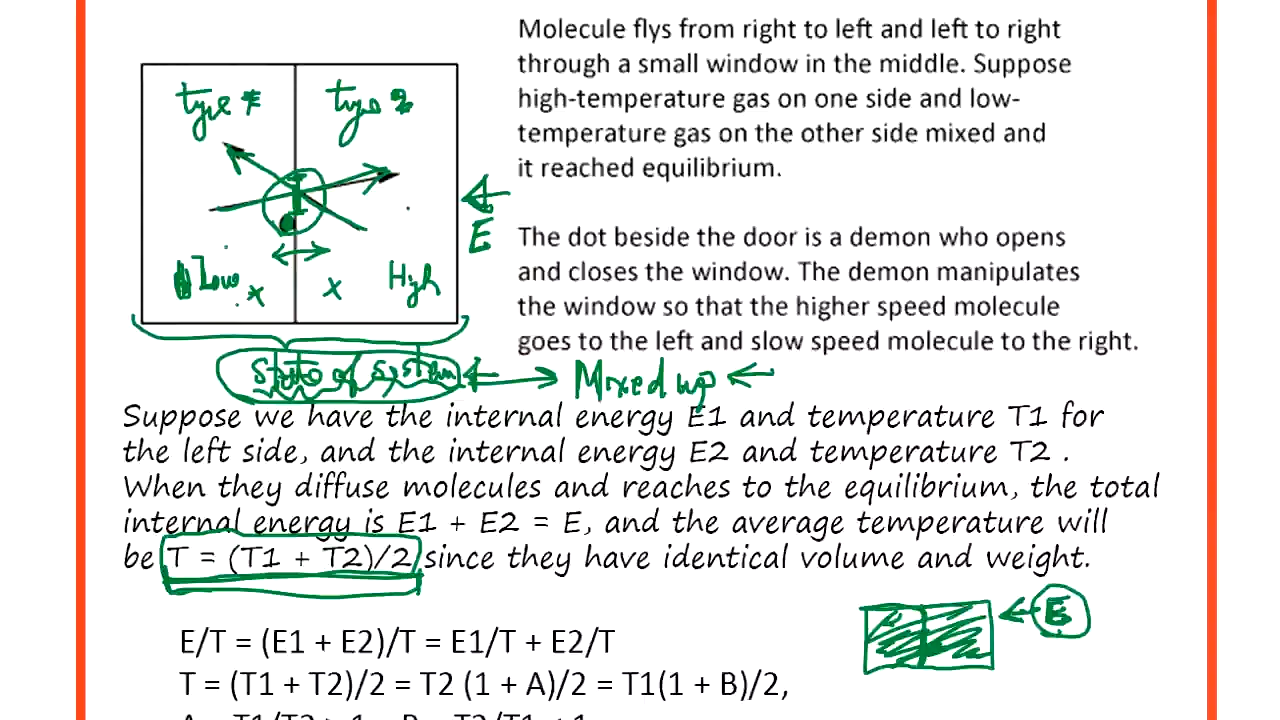 Molecule flys from right to left and left to right
through a small window in the middle. Suppose
high-temperature gas on one side and low-
temperature gas on the other side mixed and
it reached equilibrium.
type
type 2
E
The dot beside the door is a demon who opens
and closes the window. The demon manipulates
the window so that the higher speed molecule
goes to the left and slow speed molecule to the right.
Low x
x High
State of system
Mixed up
Suppose we have the internal energy E1 and temperature T1 for
the left side, and the internal energy E2 and temperature T2 .
When they diffuse molecules and reaches to the equilibrium, the total
internal energy is E1 + E2 = E, and the average temperature will
be T = (T1 + T2)/2, since they have identical volume and weight.
E
E/T = (E1 + E2)/T = E1/T + E2/T
T = (T1 + T2)/2 = T2 (1 + A)/2 = T1(1 + B)/2,